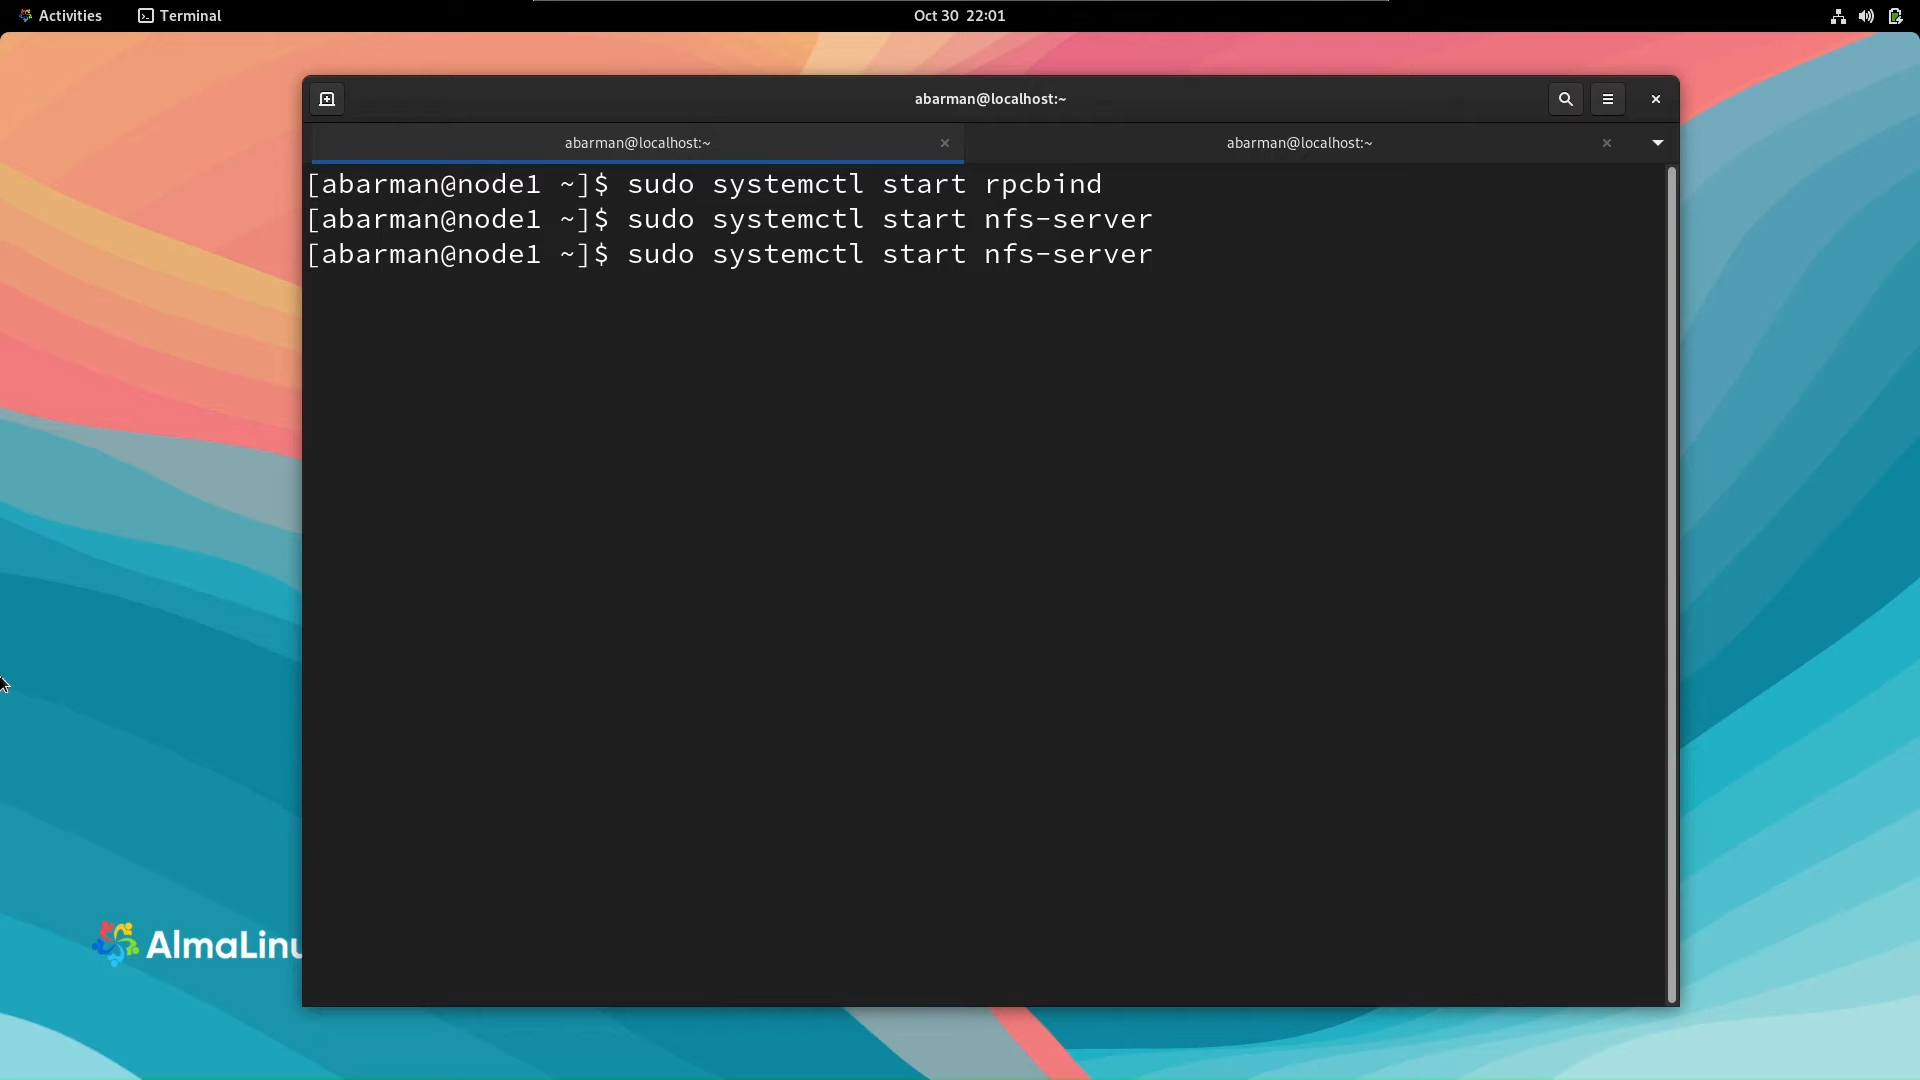 Activities Terminal Oct 30 22:01
abarman@localhost:~
abarman@localhost:~ abarman@localhost:~
[abarman@node1 ~]$ sudo systemctl start rpcbind
[abarman@node1 ~]$ sudo systemctl start nfs-server
[abarman@node1 ~]$ sudo systemctl start nfs-server
AlmaLinu